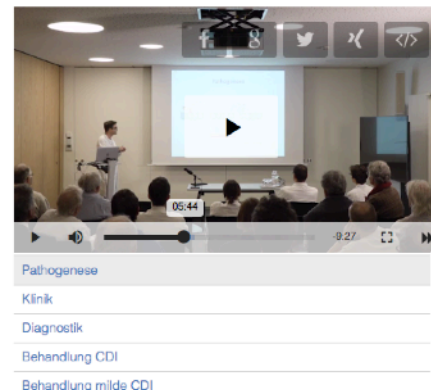 05:44
-9:27
Pathogenese
Klinik
Diagnostik
Behandlung CDI
Behandlung milde CDI